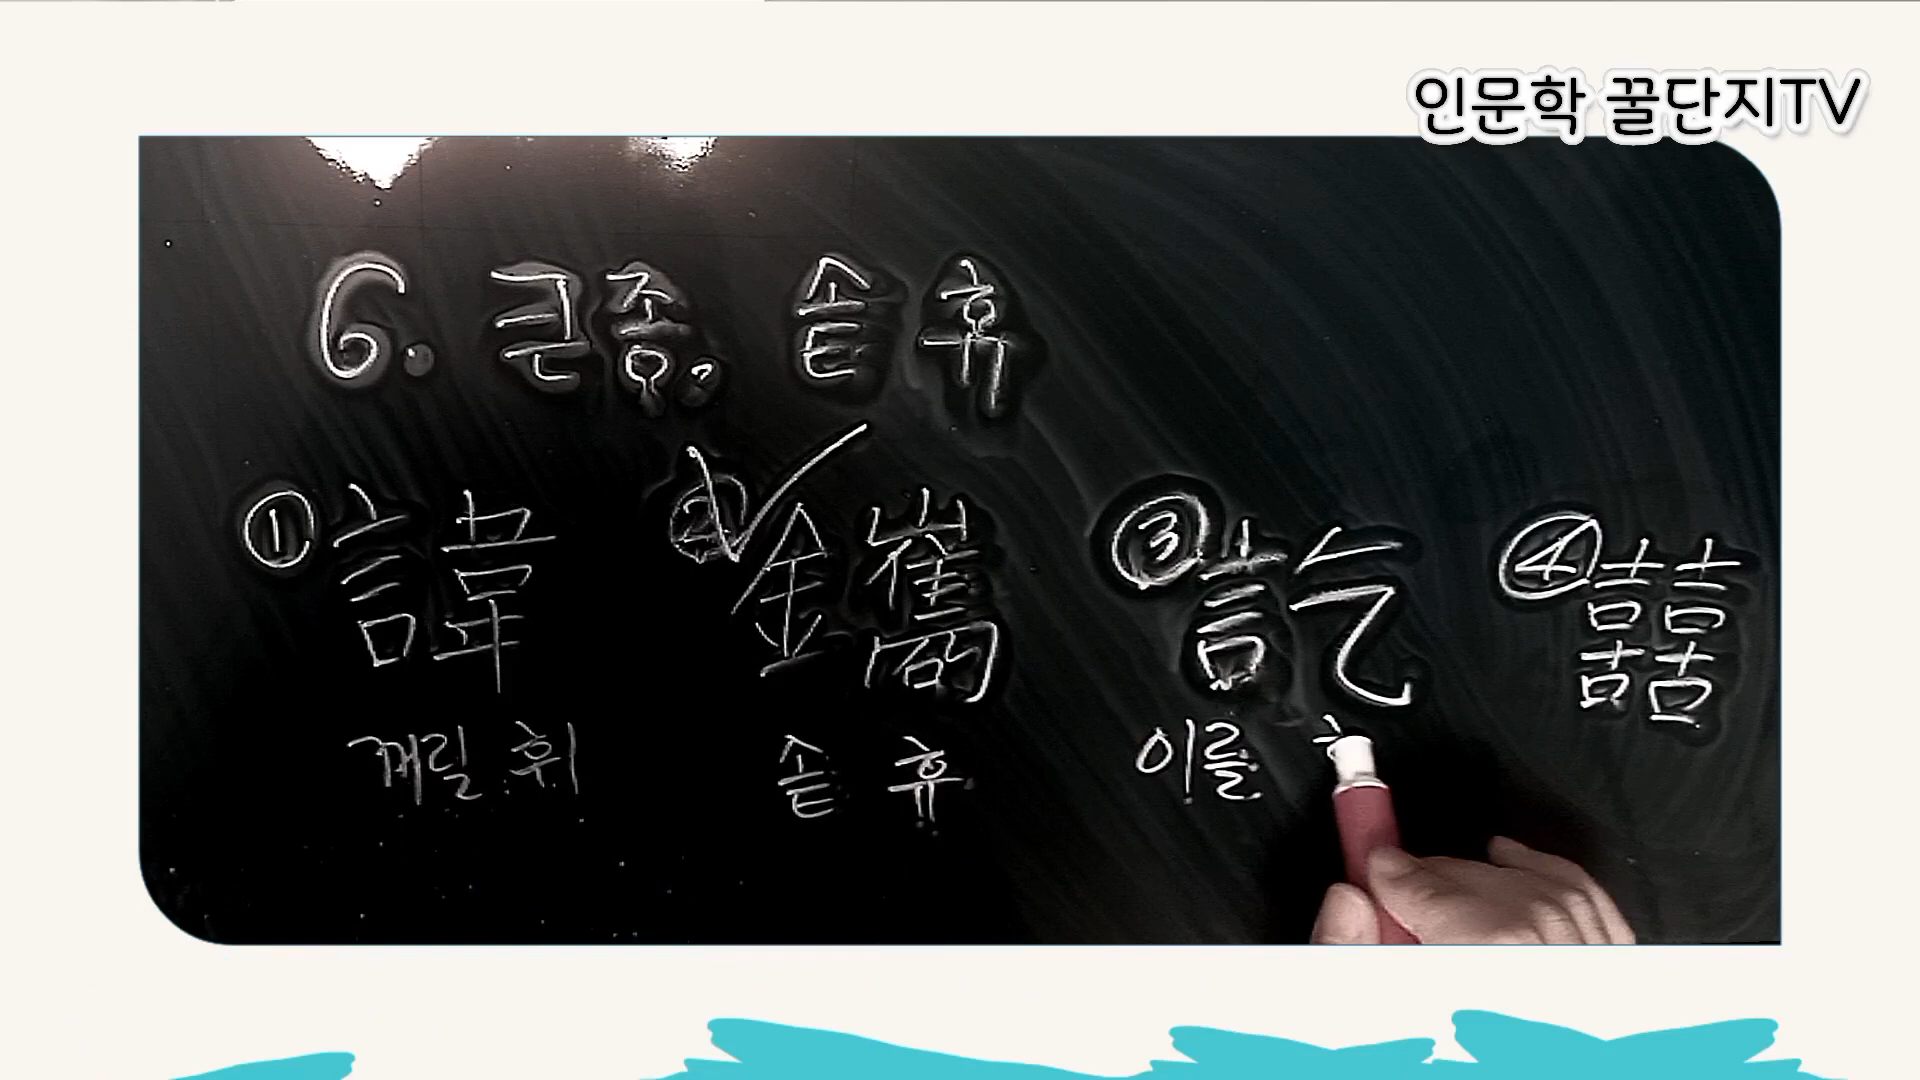 인문학 꿀단지TV
6. 큰종, 솥 휴
① 諱 ② 鑴 ③ 訖 ④ 囍
꺼릴 휘 솥 휴 이를